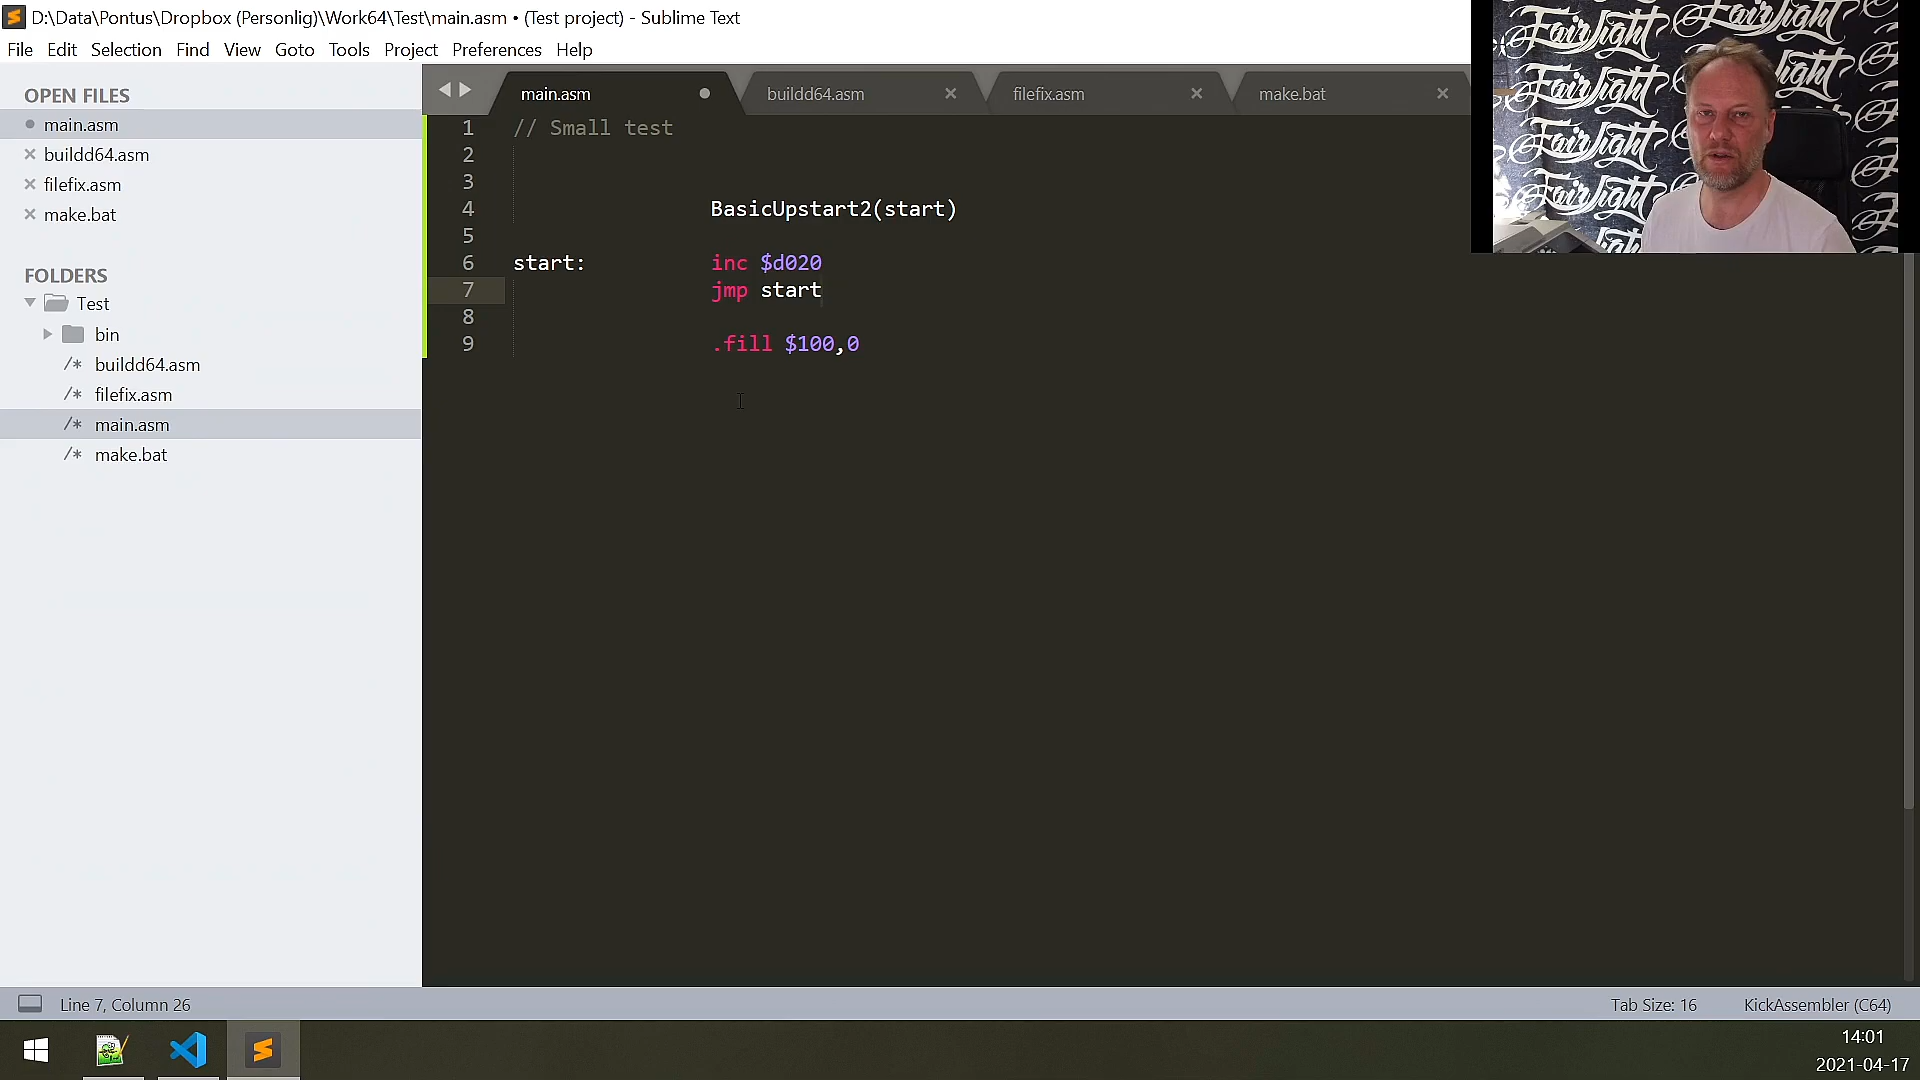 D:\Data\Pontus\Dropbox (Personlig)\Work64\Test\main.asm • (Test project) - Sublime Text
File Edit Selection Find View Goto Tools Project Preferences Help
OPEN FILES
main.asm
buildd64.asm
filefix.asm
make.bat
FOLDERS
Test
bin
/* buildd64.asm
/* filefix.asm
/* main.asm
/* make.bat
main.asm buildd64.asm filefix.asm make.bat
1 // Small test
2
3
4 BasicUpstart2(start)
5
6 start: inc $d020
7 jmp start
8
9 .fill $100,0
Fairlight
Fairlight
Fairlight
Fairlight
Line 7, Column 26
Tab Size: 16
KickAssembler (C64)
14:01
2021-04-17